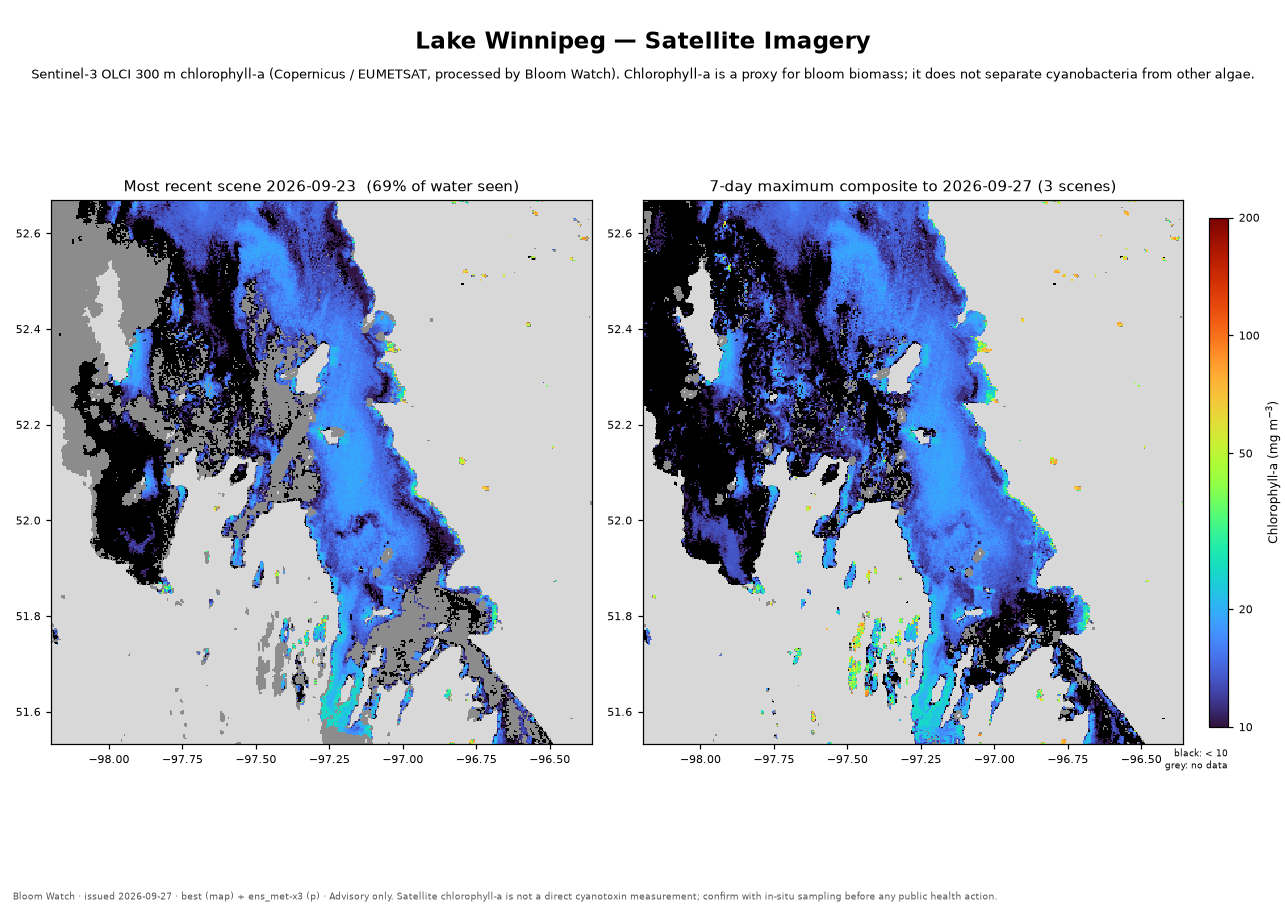 Lake Winnipeg — Satellite Imagery
Sentinel-3 OLCI 300 m chlorophyll-a (Copernicus / EUMETSAT, processed by Bloom Watch). Chlorophyll-a is a proxy for bloom biomass; it does not separate cyanobacteria from other algae.
Most recent scene 2026-09-23 (69% of water seen)
7-day maximum composite to 2026-09-27 (3 scenes)
52.6
52.4
52.2
52.0
51.8
51.6
−98.00 −97.75 −97.50 −97.25 −97.00 −96.75 −96.50
52.6
52.4
52.2
52.0
51.8
51.6
−98.00 −97.75 −97.50 −97.25 −97.00 −96.75 −96.50
200
100
50
20
10
Chlorophyll-a (mg m⁻³)
black: < 10
grey: no data
Bloom Watch · issued 2026-09-27 · best (map) + ens_met-x3 (p) · Advisory only. Satellite chlorophyll-a is not a direct cyanotoxin measurement; confirm with in-situ sampling before any public health action.